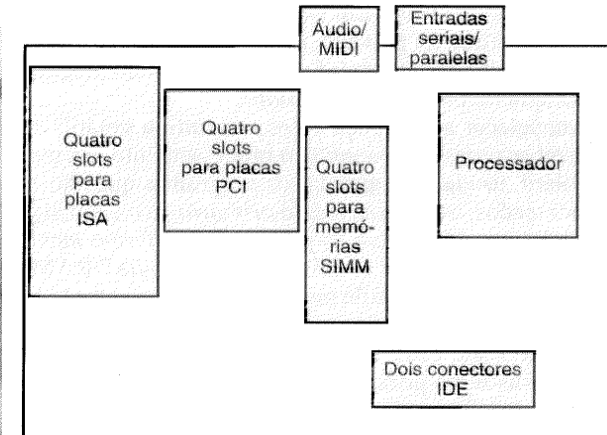 Áudio/
MIDI
Entradas
seriais/
paralelas
Quatro
slots
para
placas
ISA
Quatro
slots
para placas
PCI
Quatro
slots
para
memó-
rias
SIMM
Processador
Dois conectores
IDE